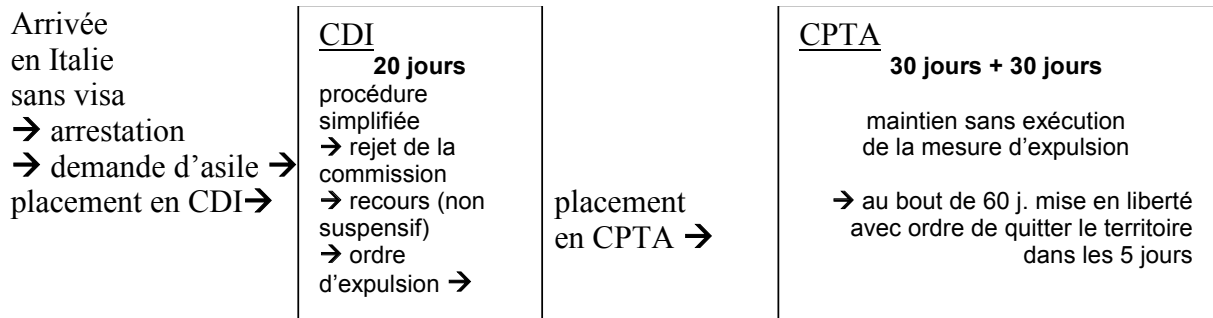 Arrivée
en Italie
sans visa
→ arrestation
→ demande d'asile →
placement en CDI→
CDI
20 jours
procédure
simplifiée
→ rejet de la
commission
→ recours (non
suspensif)
→ ordre
d'expulsion →
placement
en CPTA →
CPTA
30 jours + 30 jours
maintien sans exécution
de la mesure d'expulsion
→ au bout de 60 j. mise en liberté
avec ordre de quitter le territoire
dans les 5 jours